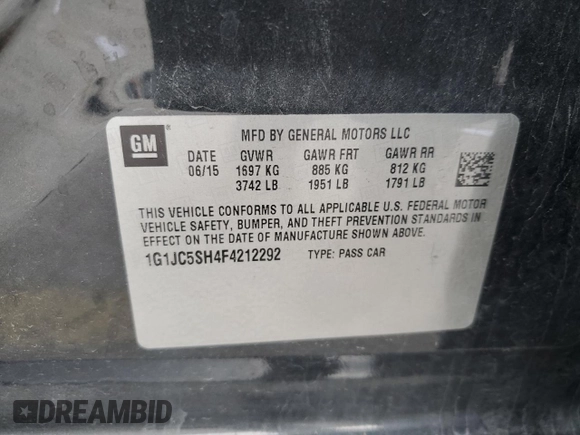 GM
MFD BY GENERAL MOTORS LLC
DATE GVWR GAWR FRT GAWR RR
06/15 1697 KG 885 KG 812 KG
3742 LB 1951 LB 1791 LB
THIS VEHICLE CONFORMS TO ALL APPLICABLE U.S. FEDERAL MOTOR
VEHICLE SAFETY, BUMPER, AND THEFT PREVENTION STANDARDS IN
EFFECT ON THE DATE OF MANUFACTURE SHOWN ABOVE.
1G1JC5SH4F4212292 TYPE: PASS CAR
DREAMBID